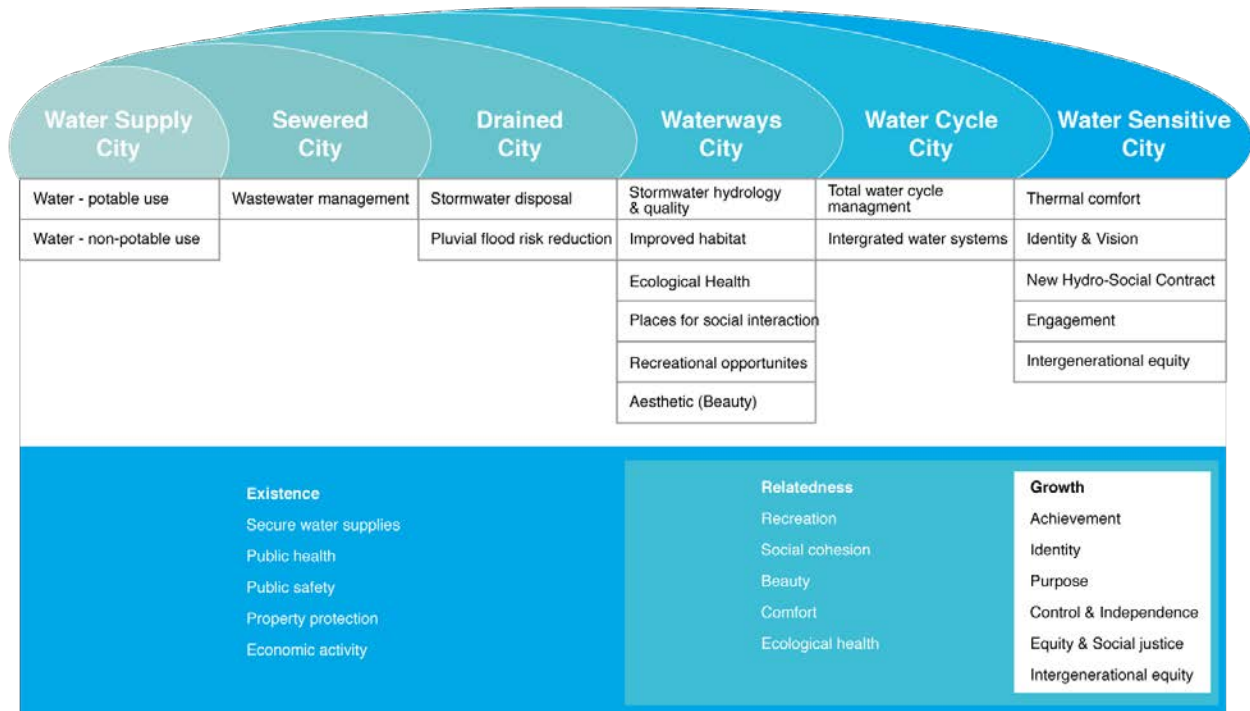 Water Supply
City
Sewered
City
Drained
City
Waterways
City
Water Cycle
City
Water Sensitive
City
Water - potable use
Water - non-potable use
Wastewater management
Stormwater disposal
Pluvial flood risk reduction
Stormwater hydrology
& quality
Improved habitat
Ecological Health
Places for social interaction
Recreational opportunites
Aesthetic (Beauty)
Total water cycle
managment
Intergrated water systems
Thermal comfort
Identity & Vision
New Hydro-Social Contract
Engagement
Intergenerational equity
Existence
Secure water supplies
Public health
Public safety
Property protection
Economic activity
Relatedness
Recreation
Social cohesion
Beauty
Comfort
Ecological health
Growth
Achievement
Identity
Purpose
Control & Independence
Equity & Social justice
Intergenerational equity